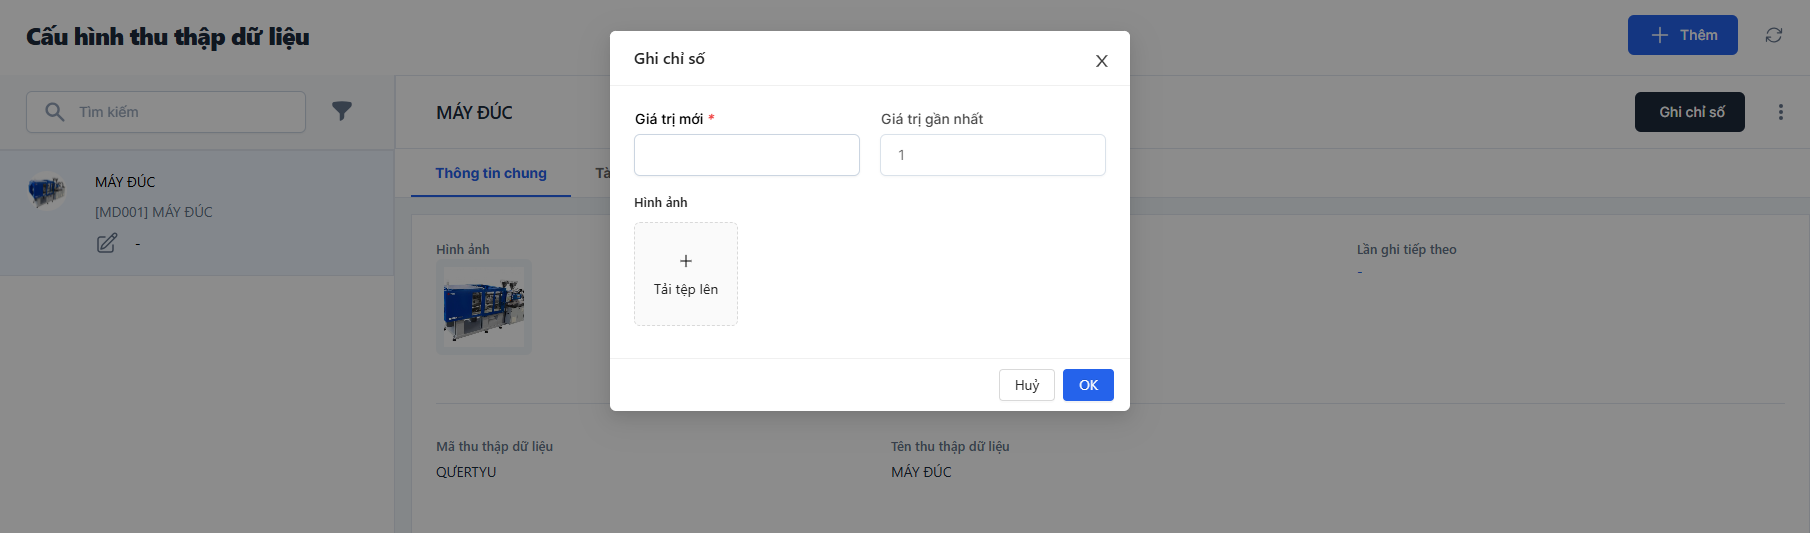 Cấu hình thu thập dữ liệu
Thêm
Tìm kiếm
MÁY ĐÚC
[MD001] MÁY ĐÚC
-
MÁY ĐÚC
Ghi chỉ số
Thông tin chung
Tà
Hình ảnh
Lần ghi tiếp theo
-
Mã thu thập dữ liệu
QƯERTYU
Tên thu thập dữ liệu
MÁY ĐÚC
Ghi chỉ số
X
Giá trị mới *
Giá trị gần nhất
1
Hình ảnh
Tải tệp lên
Huỷ
OK